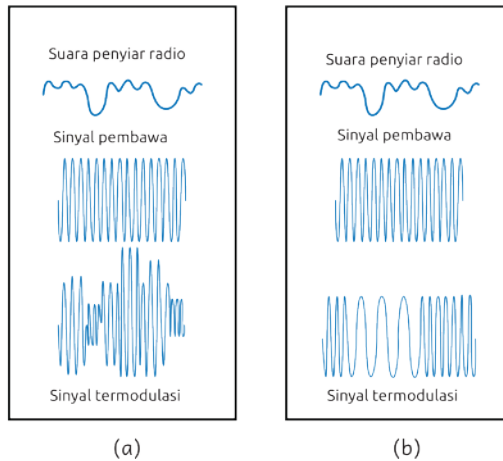 Suara penyiar radio
Sinyal pembawa
Sinyal termodulasi
(a)
Suara penyiar radio
Sinyal pembawa
Sinyal termodulasi
(b)